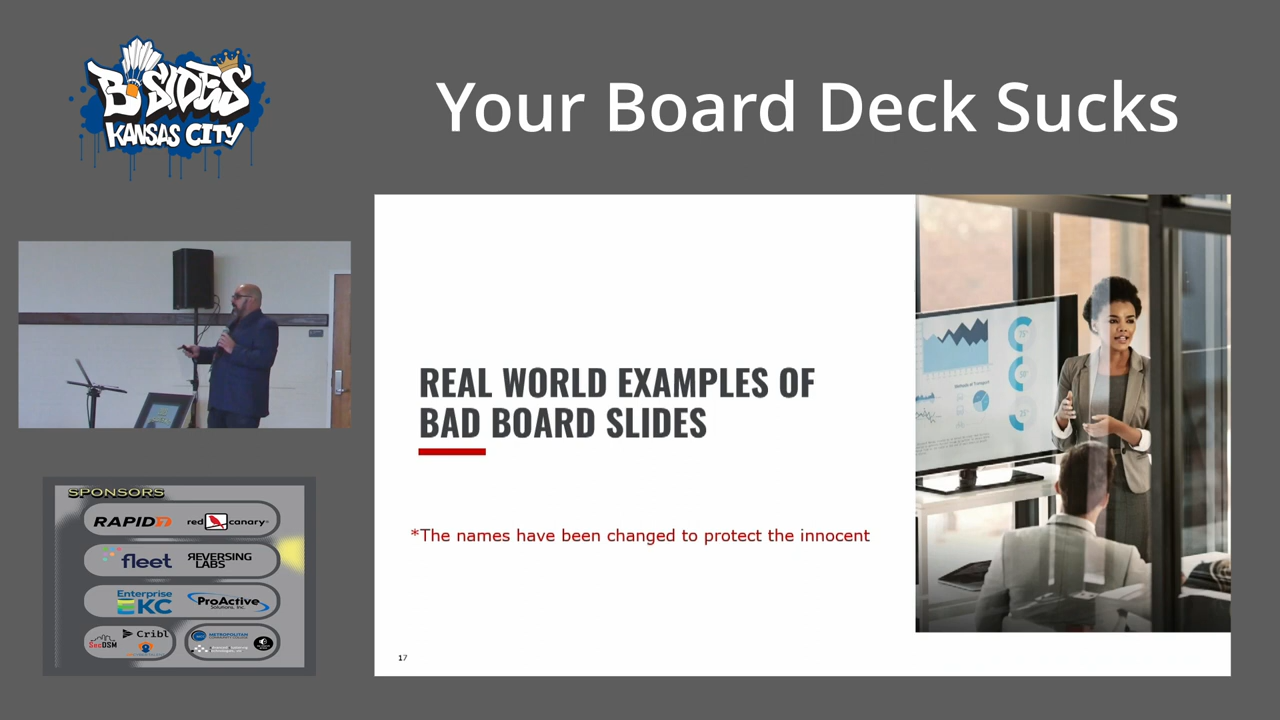 B·SIDES
KANSAS CITY
Your Board Deck Sucks
REAL WORLD EXAMPLES OF
BAD BOARD SLIDES
*The names have been changed to protect the innocent
17
SPONSORS
RAPID7
red canary
fleet
REVERSING
LABS
Enterprise
KC
ProActive
Solutions, Inc.
SecDSM
Cribl
METROPOLITAN